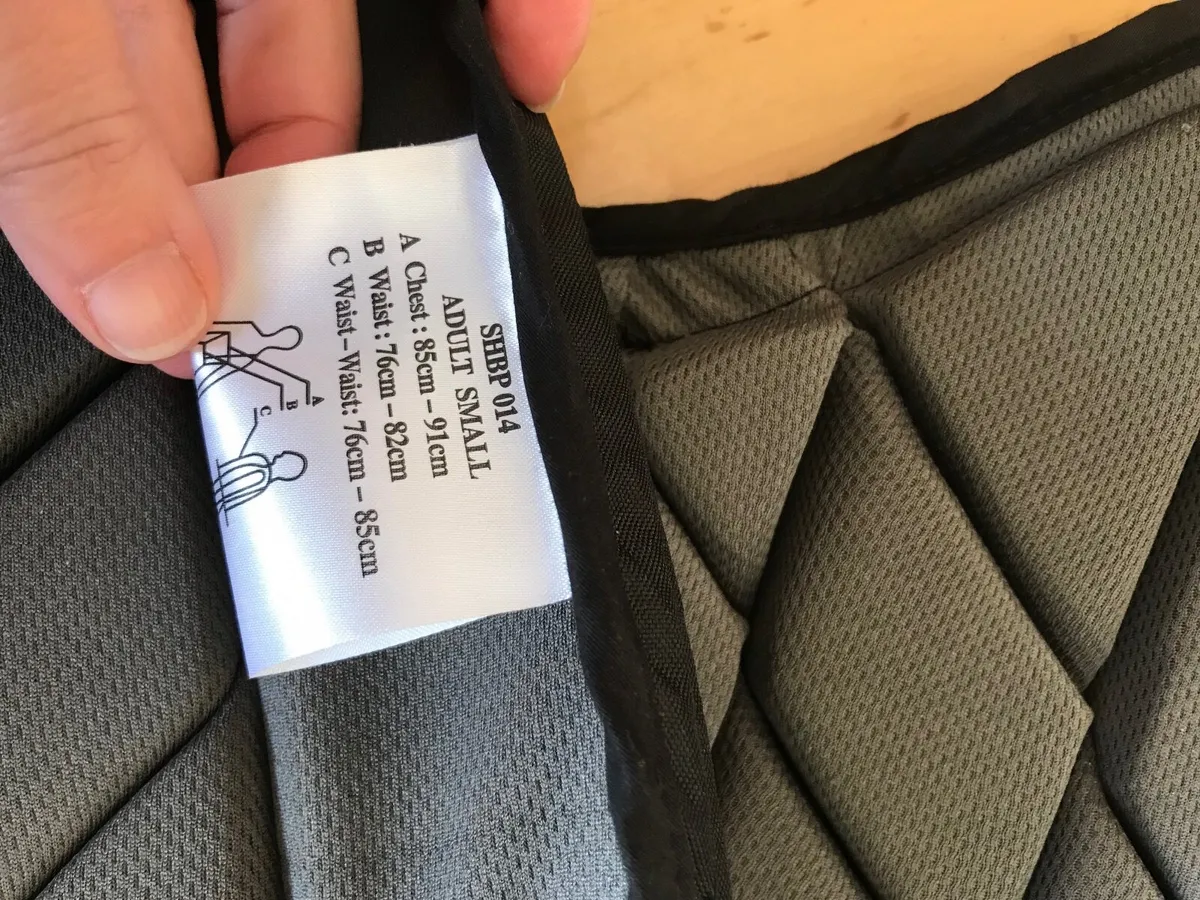 SHBP 014
ADULT SMALL
A Chest : 85cm – 91cm
B Waist : 76cm – 82cm
C Waist – Waist: 76cm – 85cm
A
B
C